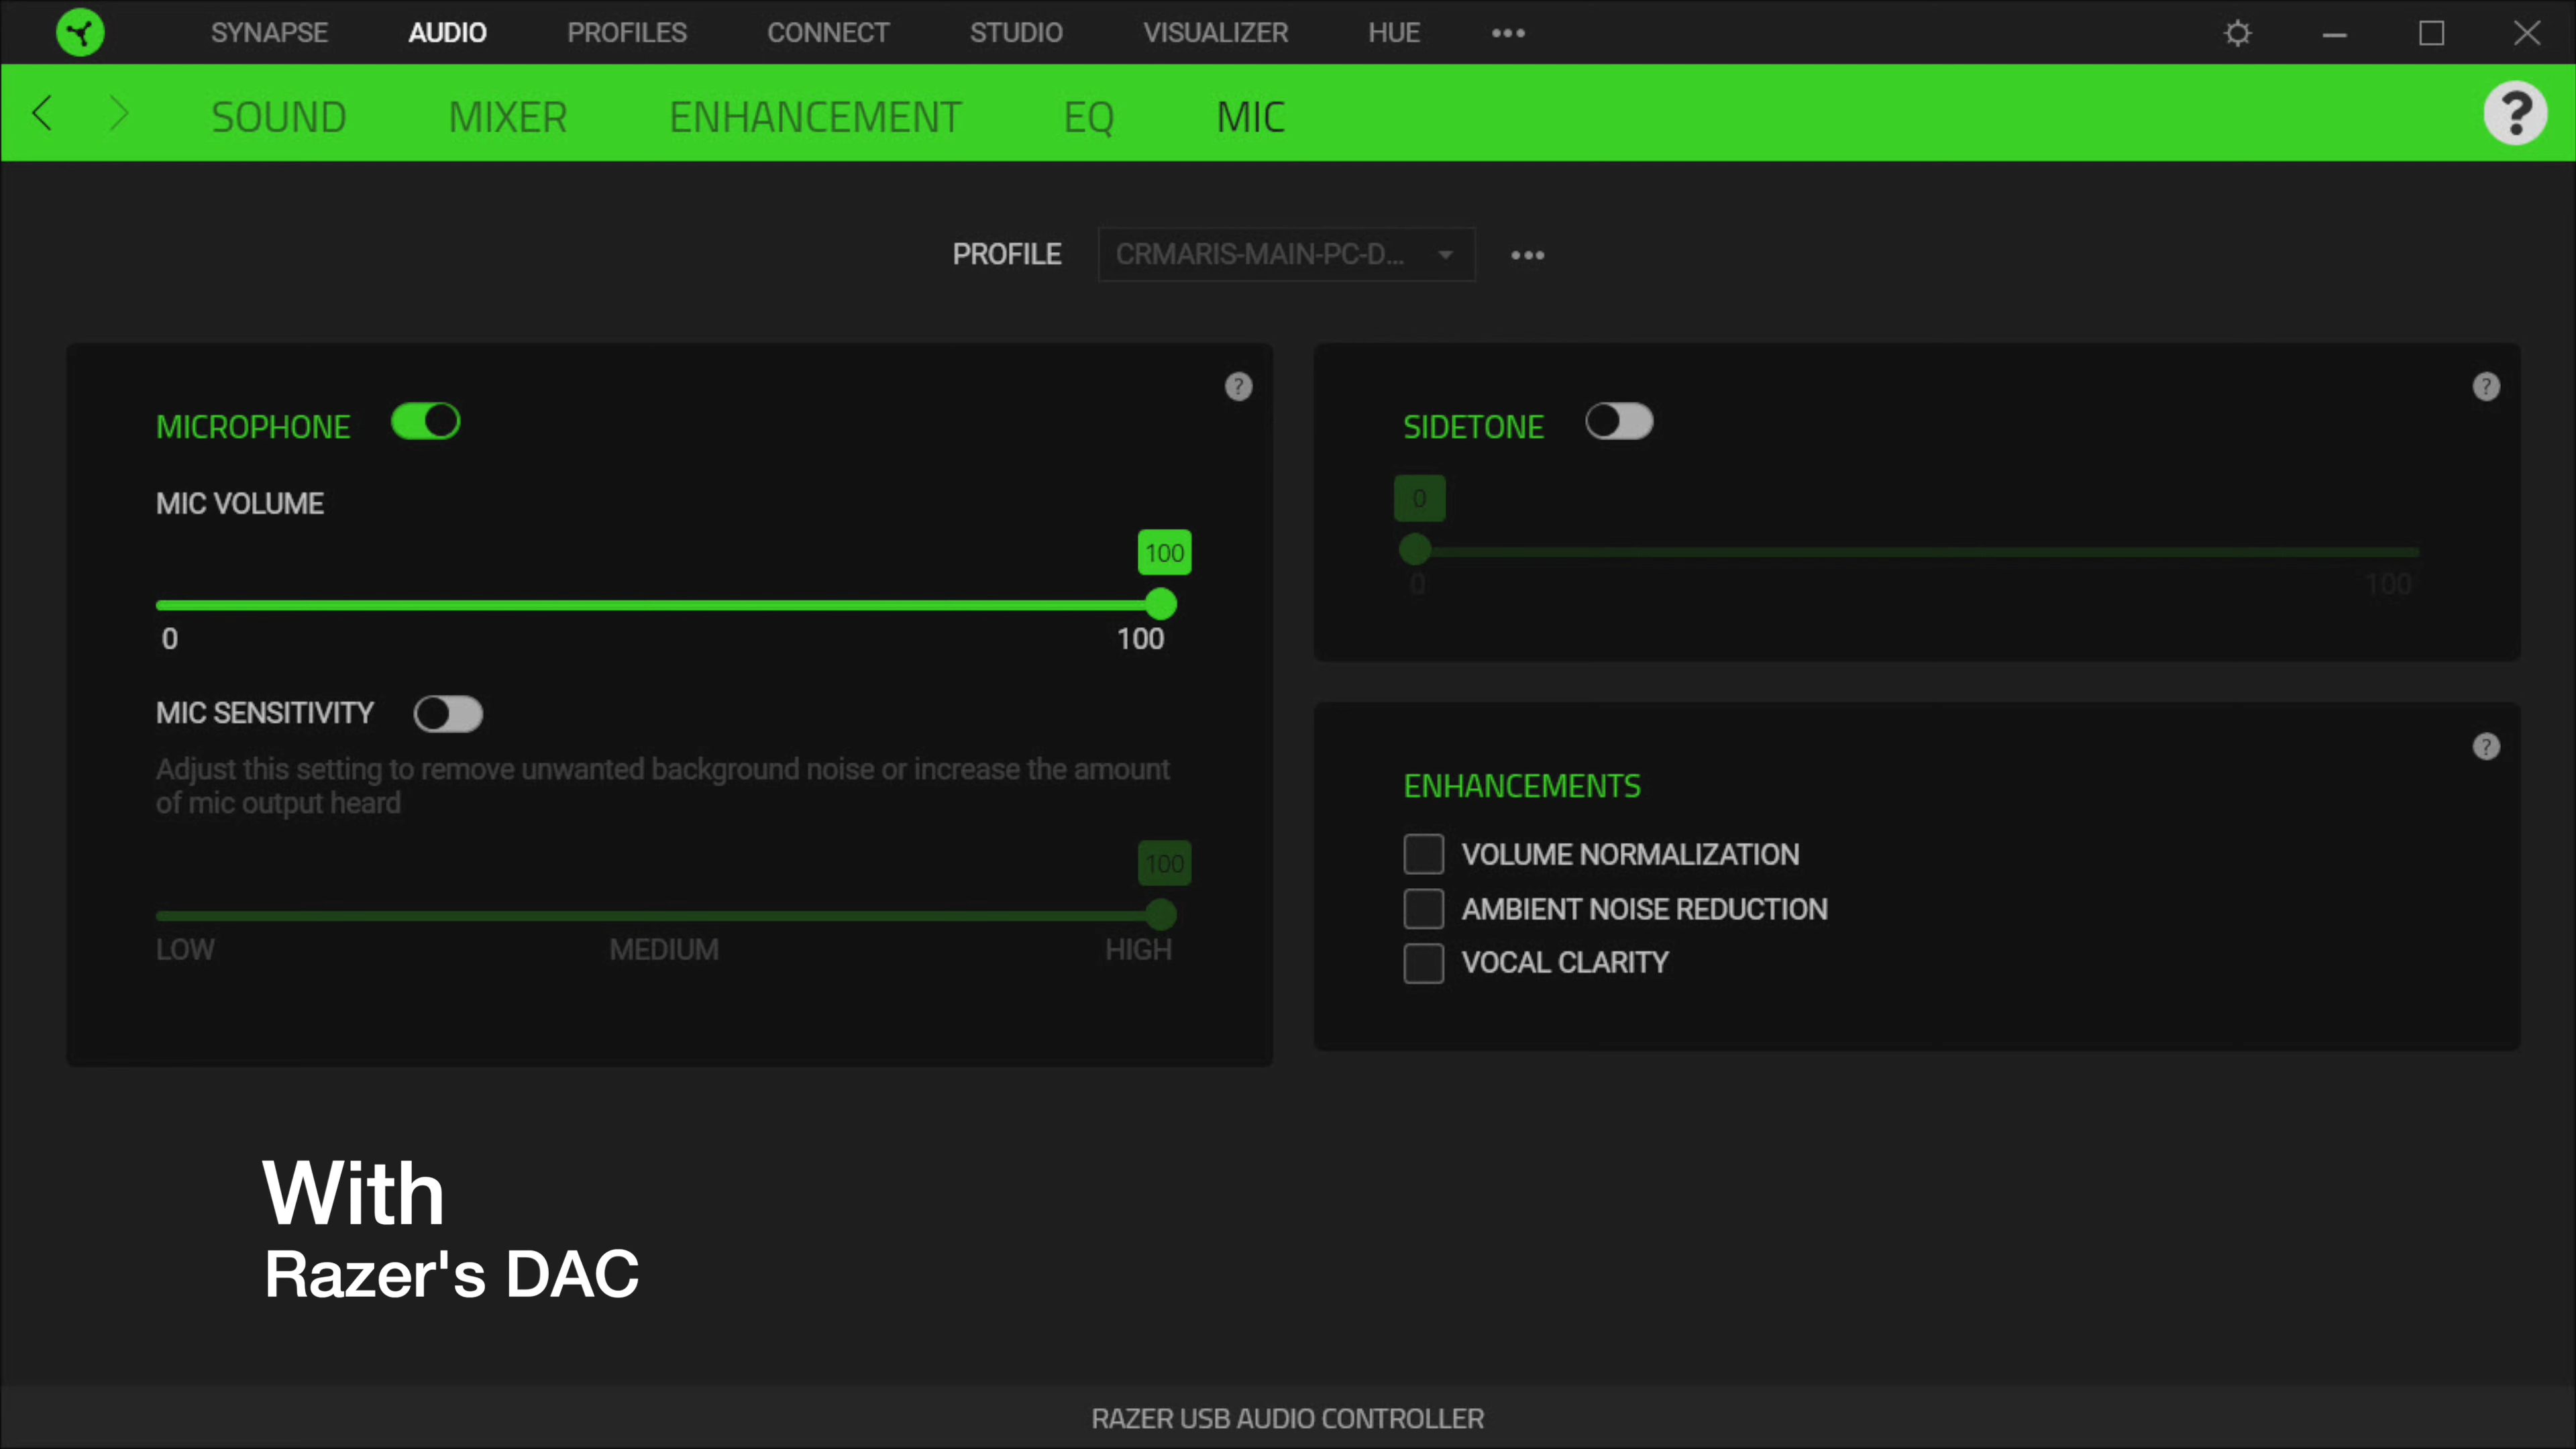 SYNAPSE AUDIO PROFILES CONNECT STUDIO VISUALIZER HUE •••
SOUND MIXER ENHANCEMENT EQ MIC ?
PROFILE CRMARIS-MAIN-PC-D... •••
?
MICROPHONE
MIC VOLUME
100
0 100
MIC SENSITIVITY
Adjust this setting to remove unwanted background noise or increase the amount
of mic output heard
100
LOW MEDIUM HIGH
?
SIDETONE
0
0 100
?
ENHANCEMENTS
VOLUME NORMALIZATION
AMBIENT NOISE REDUCTION
VOCAL CLARITY
With
Razer's DAC
RAZER USB AUDIO CONTROLLER